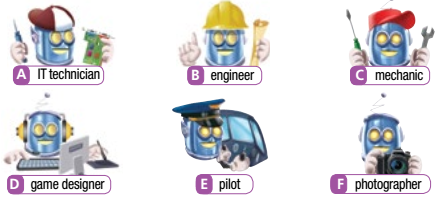 A IT technician
B engineer
C mechanic
D game designer
E pilot
F photographer